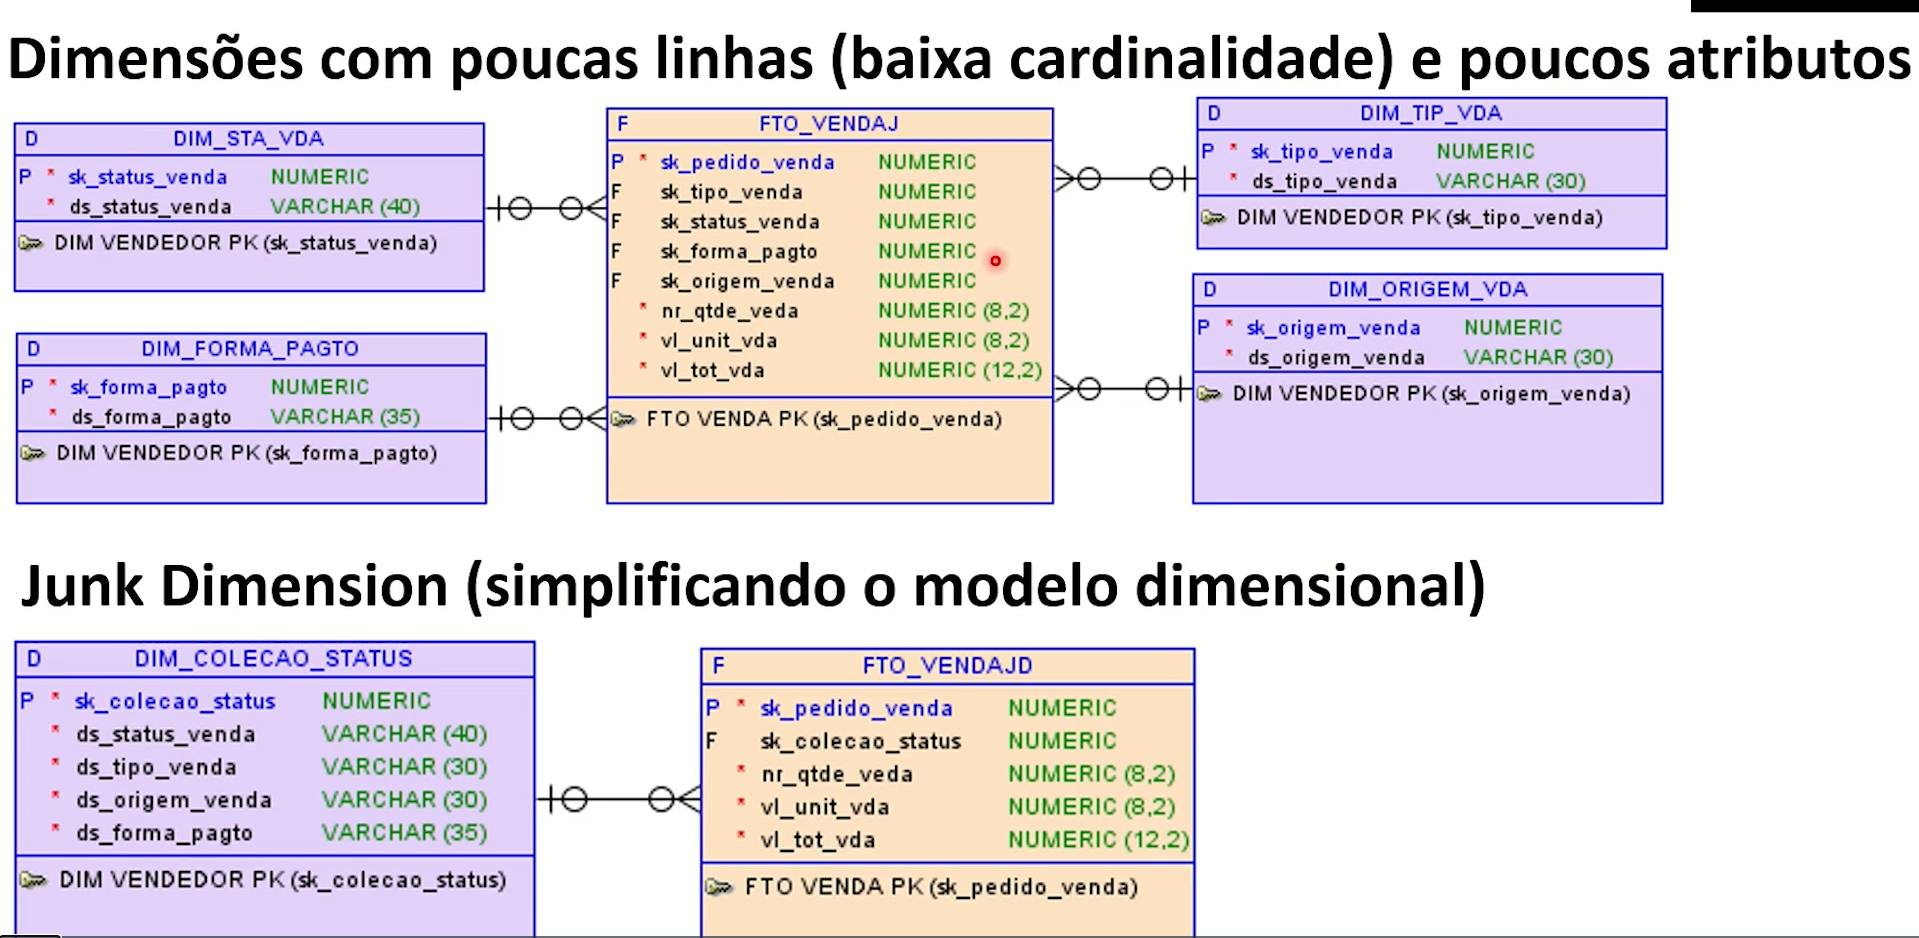 Dimensões com poucas linhas (baixa cardinalidade) e poucos atributos
D DIM_STA_VDA
P * sk_status_venda NUMERIC
* ds_status_venda VARCHAR (40)
DIM VENDEDOR PK (sk_status_venda)
D DIM_FORMA_PAGTO
P * sk_forma_pagto NUMERIC
* ds_forma_pagto VARCHAR (35)
DIM VENDEDOR PK (sk_forma_pagto)
F FTO_VENDAJ
P * sk_pedido_venda NUMERIC
F sk_tipo_venda NUMERIC
F sk_status_venda NUMERIC
F sk_forma_pagto NUMERIC
F sk_origem_venda NUMERIC
* nr_qtde_veda NUMERIC (8,2)
* vl_unit_vda NUMERIC (8,2)
* vl_tot_vda NUMERIC (12,2)
FTO VENDA PK (sk_pedido_venda)
D DIM_TIP_VDA
P * sk_tipo_venda NUMERIC
* ds_tipo_venda VARCHAR (30)
DIM VENDEDOR PK (sk_tipo_venda)
D DIM_ORIGEM_VDA
P * sk_origem_venda NUMERIC
* ds_origem_venda VARCHAR (30)
DIM VENDEDOR PK (sk_origem_venda)
Junk Dimension (simplificando o modelo dimensional)
D DIM_COLECAO_STATUS
P * sk_colecao_status NUMERIC
* ds_status_venda VARCHAR (40)
* ds_tipo_venda VARCHAR (30)
* ds_origem_venda VARCHAR (30)
* ds_forma_pagto VARCHAR (35)
DIM VENDEDOR PK (sk_colecao_status)
F FTO_VENDAJD
P * sk_pedido_venda NUMERIC
F sk_colecao_status NUMERIC
* nr_qtde_veda NUMERIC (8,2)
* vl_unit_vda NUMERIC (8,2)
* vl_tot_vda NUMERIC (12,2)
FTO VENDA PK (sk_pedido_venda)